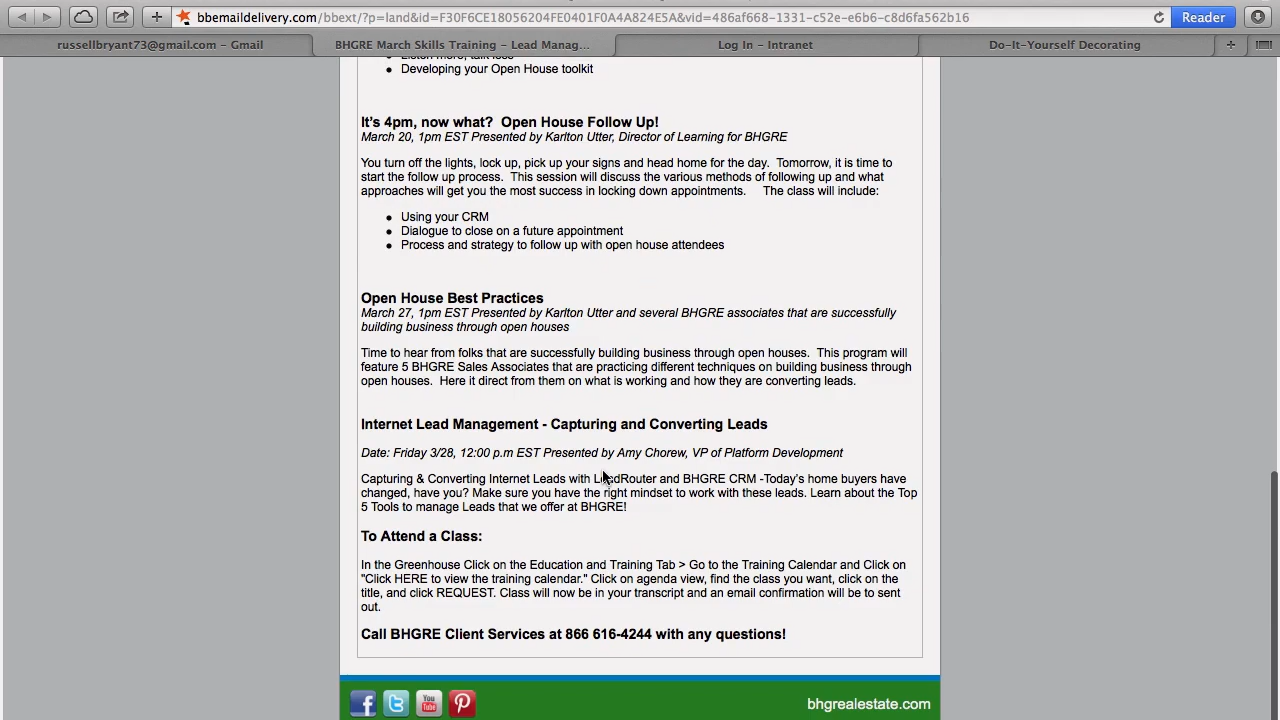 bbemaildelivery.com/bbext/?p=land&id=F30F6CE18056204FE0401F0A4A824E5A&vid=486af668-1331-c52e-e6b6-c8d6fa562b16
Reader
russellbryant73@gmail.com – Gmail
BHGRE March Skills Training – Lead Manag...
Log In – Intranet
Do-It-Yourself Decorating
Listen more, talk less
• Developing your Open House toolkit
It’s 4pm, now what?  Open House Follow Up!
March 20, 1pm EST Presented by Karlton Utter, Director of Learning for BHGRE
You turn off the lights, lock up, pick up your signs and head home for the day.  Tomorrow, it is time to
start the follow up process.  This session will discuss the various methods of following up and what
approaches will get you the most success in locking down appointments.     The class will include:
• Using your CRM
• Dialogue to close on a future appointment
• Process and strategy to follow up with open house attendees
Open House Best Practices
March 27, 1pm EST Presented by Karlton Utter and several BHGRE associates that are successfully
building business through open houses
Time to hear from folks that are successfully building business through open houses.  This program will
feature 5 BHGRE Sales Associates that are practicing different techniques on building business through
open houses.  Here it direct from them on what is working and how they are converting leads.
Internet Lead Management - Capturing and Converting Leads
Date: Friday 3/28, 12:00 p.m EST Presented by Amy Chorew, VP of Platform Development
Capturing & Converting Internet Leads with LeadRouter and BHGRE CRM -Today's home buyers have
changed, have you? Make sure you have the right mindset to work with these leads. Learn about the Top
5 Tools to manage Leads that we offer at BHGRE!
To Attend a Class:
In the Greenhouse Click on the Education and Training Tab > Go to the Training Calendar and Click on
"Click HERE to view the training calendar." Click on agenda view, find the class you want, click on the
title, and click REQUEST. Class will now be in your transcript and an email confirmation will be to sent
out.
Call BHGRE Client Services at 866 616-4244 with any questions!
You Tube
bhgrealestate.com